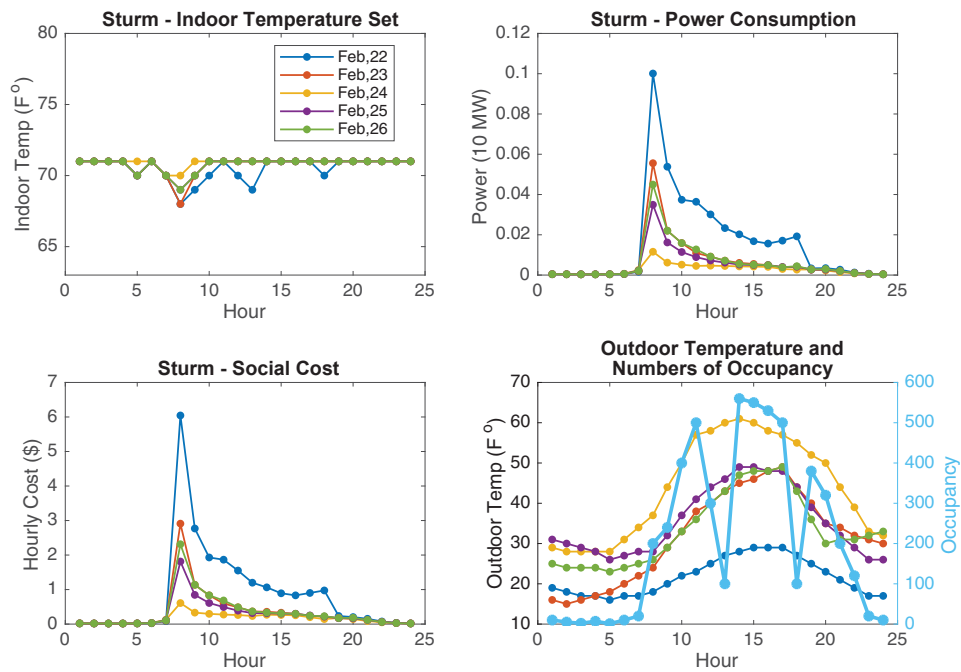 Sturm - Indoor Temperature Set
80
75
70
65
Indoor Temp (F°)
0 5 10 15 20 25
Hour
Feb,22
Feb,23
Feb,24
Feb,25
Feb,26
Sturm - Power Consumption
0.12
0.1
0.08
0.06
0.04
0.02
0
Power (10 MW)
0 5 10 15 20 25
Hour
Sturm - Social Cost
7
6
5
4
3
2
1
0
Hourly Cost ($)
0 5 10 15 20 25
Hour
Outdoor Temperature and
Numbers of Occupancy
70
60
50
40
30
20
10
Outdoor Temp (F°)
600
500
400
300
200
100
0
Occupancy
0 5 10 15 20 25
Hour